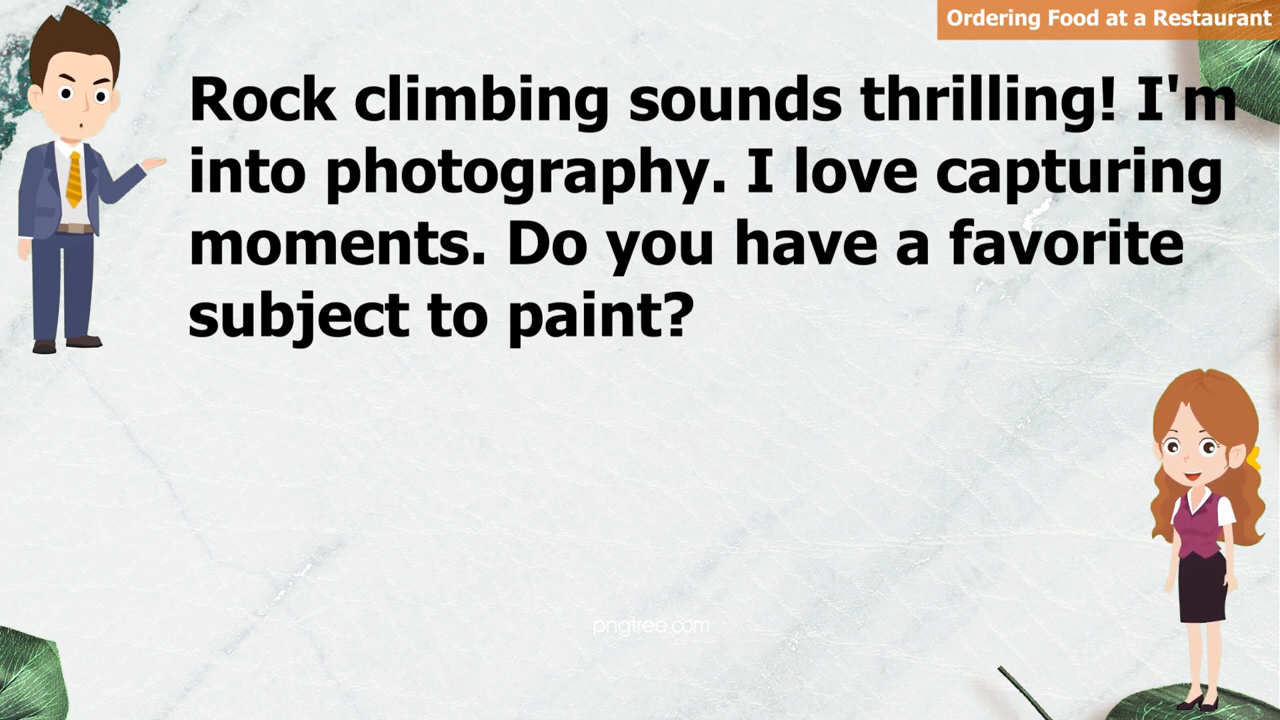 Ordering Food at a Restaurant
Rock climbing sounds thrilling! I'm
into photography. I love capturing
moments. Do you have a favorite
subject to paint?
pngtree.com